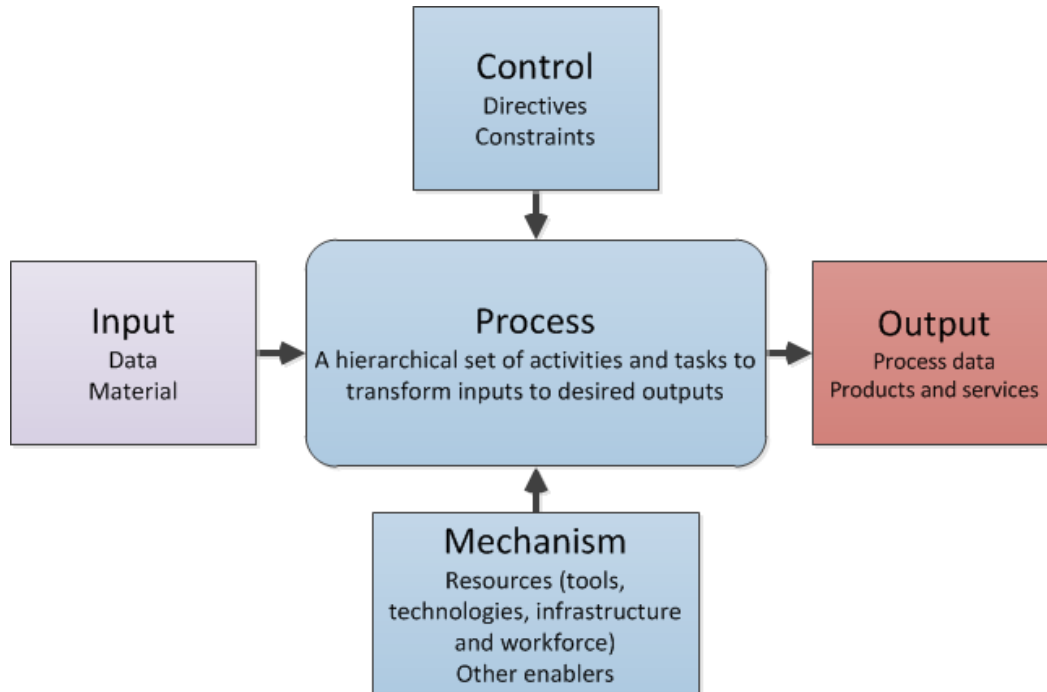 Control
Directives
Constraints
Input
Data
Material
Process
A hierarchical set of activities and tasks to
transform inputs to desired outputs
Output
Process data
Products and services
Mechanism
Resources (tools,
technologies, infrastructure
and workforce)
Other enablers